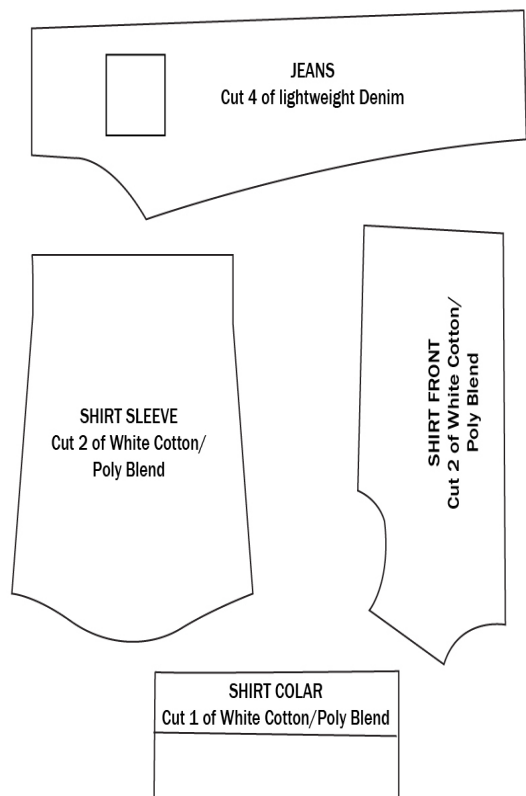 JEANS
Cut 4 of lightweight Denim
SHIRT SLEEVE
Cut 2 of White Cotton/
Poly Blend
SHIRT FRONT
Cut 2 of White Cotton/
Poly Blend
SHIRT COLAR
Cut 1 of White Cotton/Poly Blend